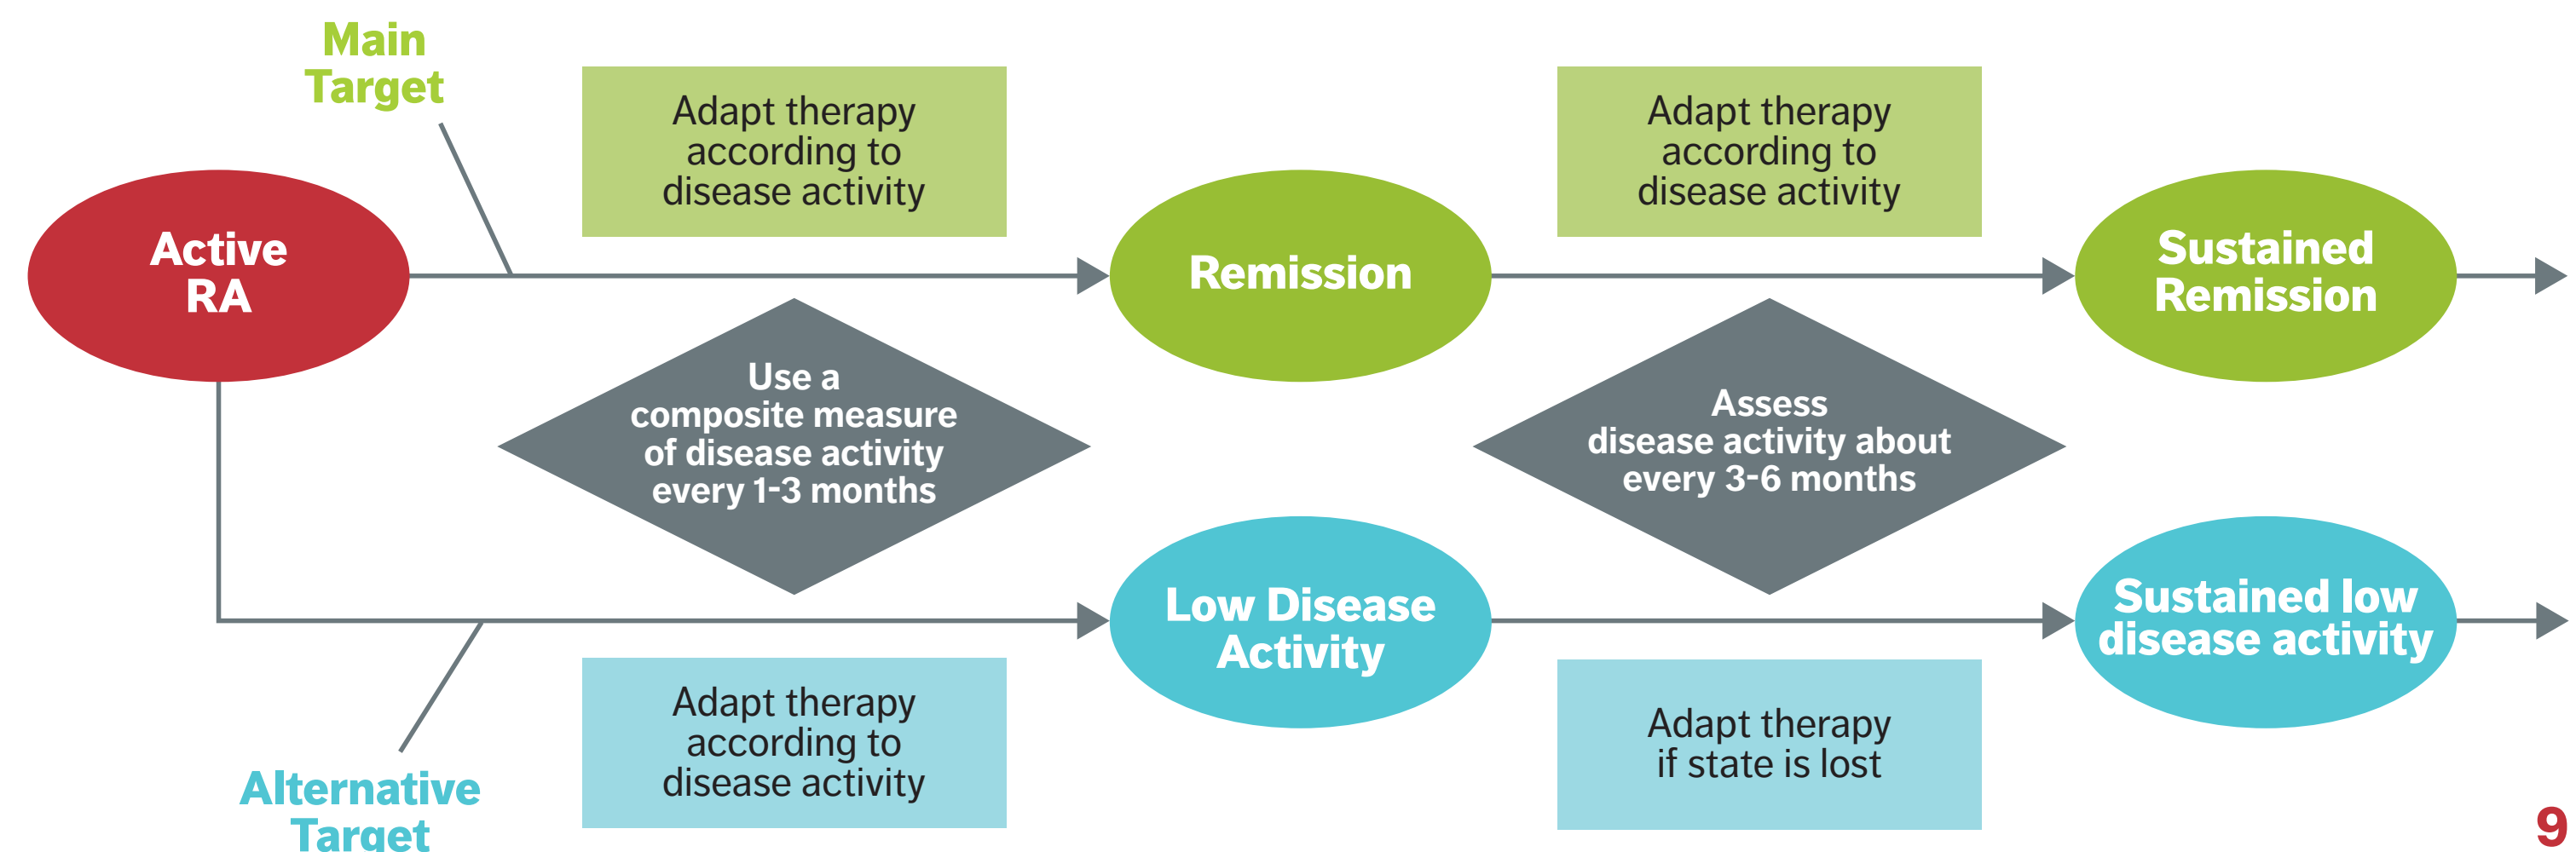 Main
Target
Adapt therapy
according to
disease activity
Adapt therapy
according to
disease activity
Active
RA
Remission
Sustained
Remission
Use a
composite measure
of disease activity
every 1-3 months
Assess
disease activity about
every 3-6 months
Low Disease
Activity
Sustained low
disease activity
Adapt therapy
according to
disease activity
Adapt therapy
if state is lost
Alternative
Target
9